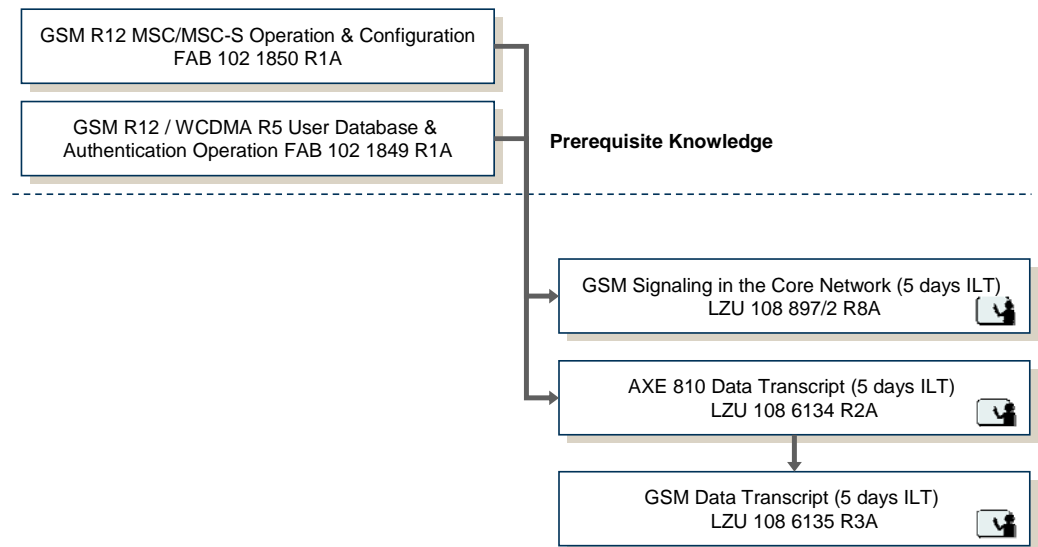 GSM R12 MSC/MSC-S Operation & Configuration
FAB 102 1850 R1A
GSM R12 / WCDMA R5 User Database &
Authentication Operation FAB 102 1849 R1A
Prerequisite Knowledge
GSM Signaling in the Core Network (5 days ILT)
LZU 108 897/2 R8A
AXE 810 Data Transcript (5 days ILT)
LZU 108 6134 R2A
GSM Data Transcript (5 days ILT)
LZU 108 6135 R3A